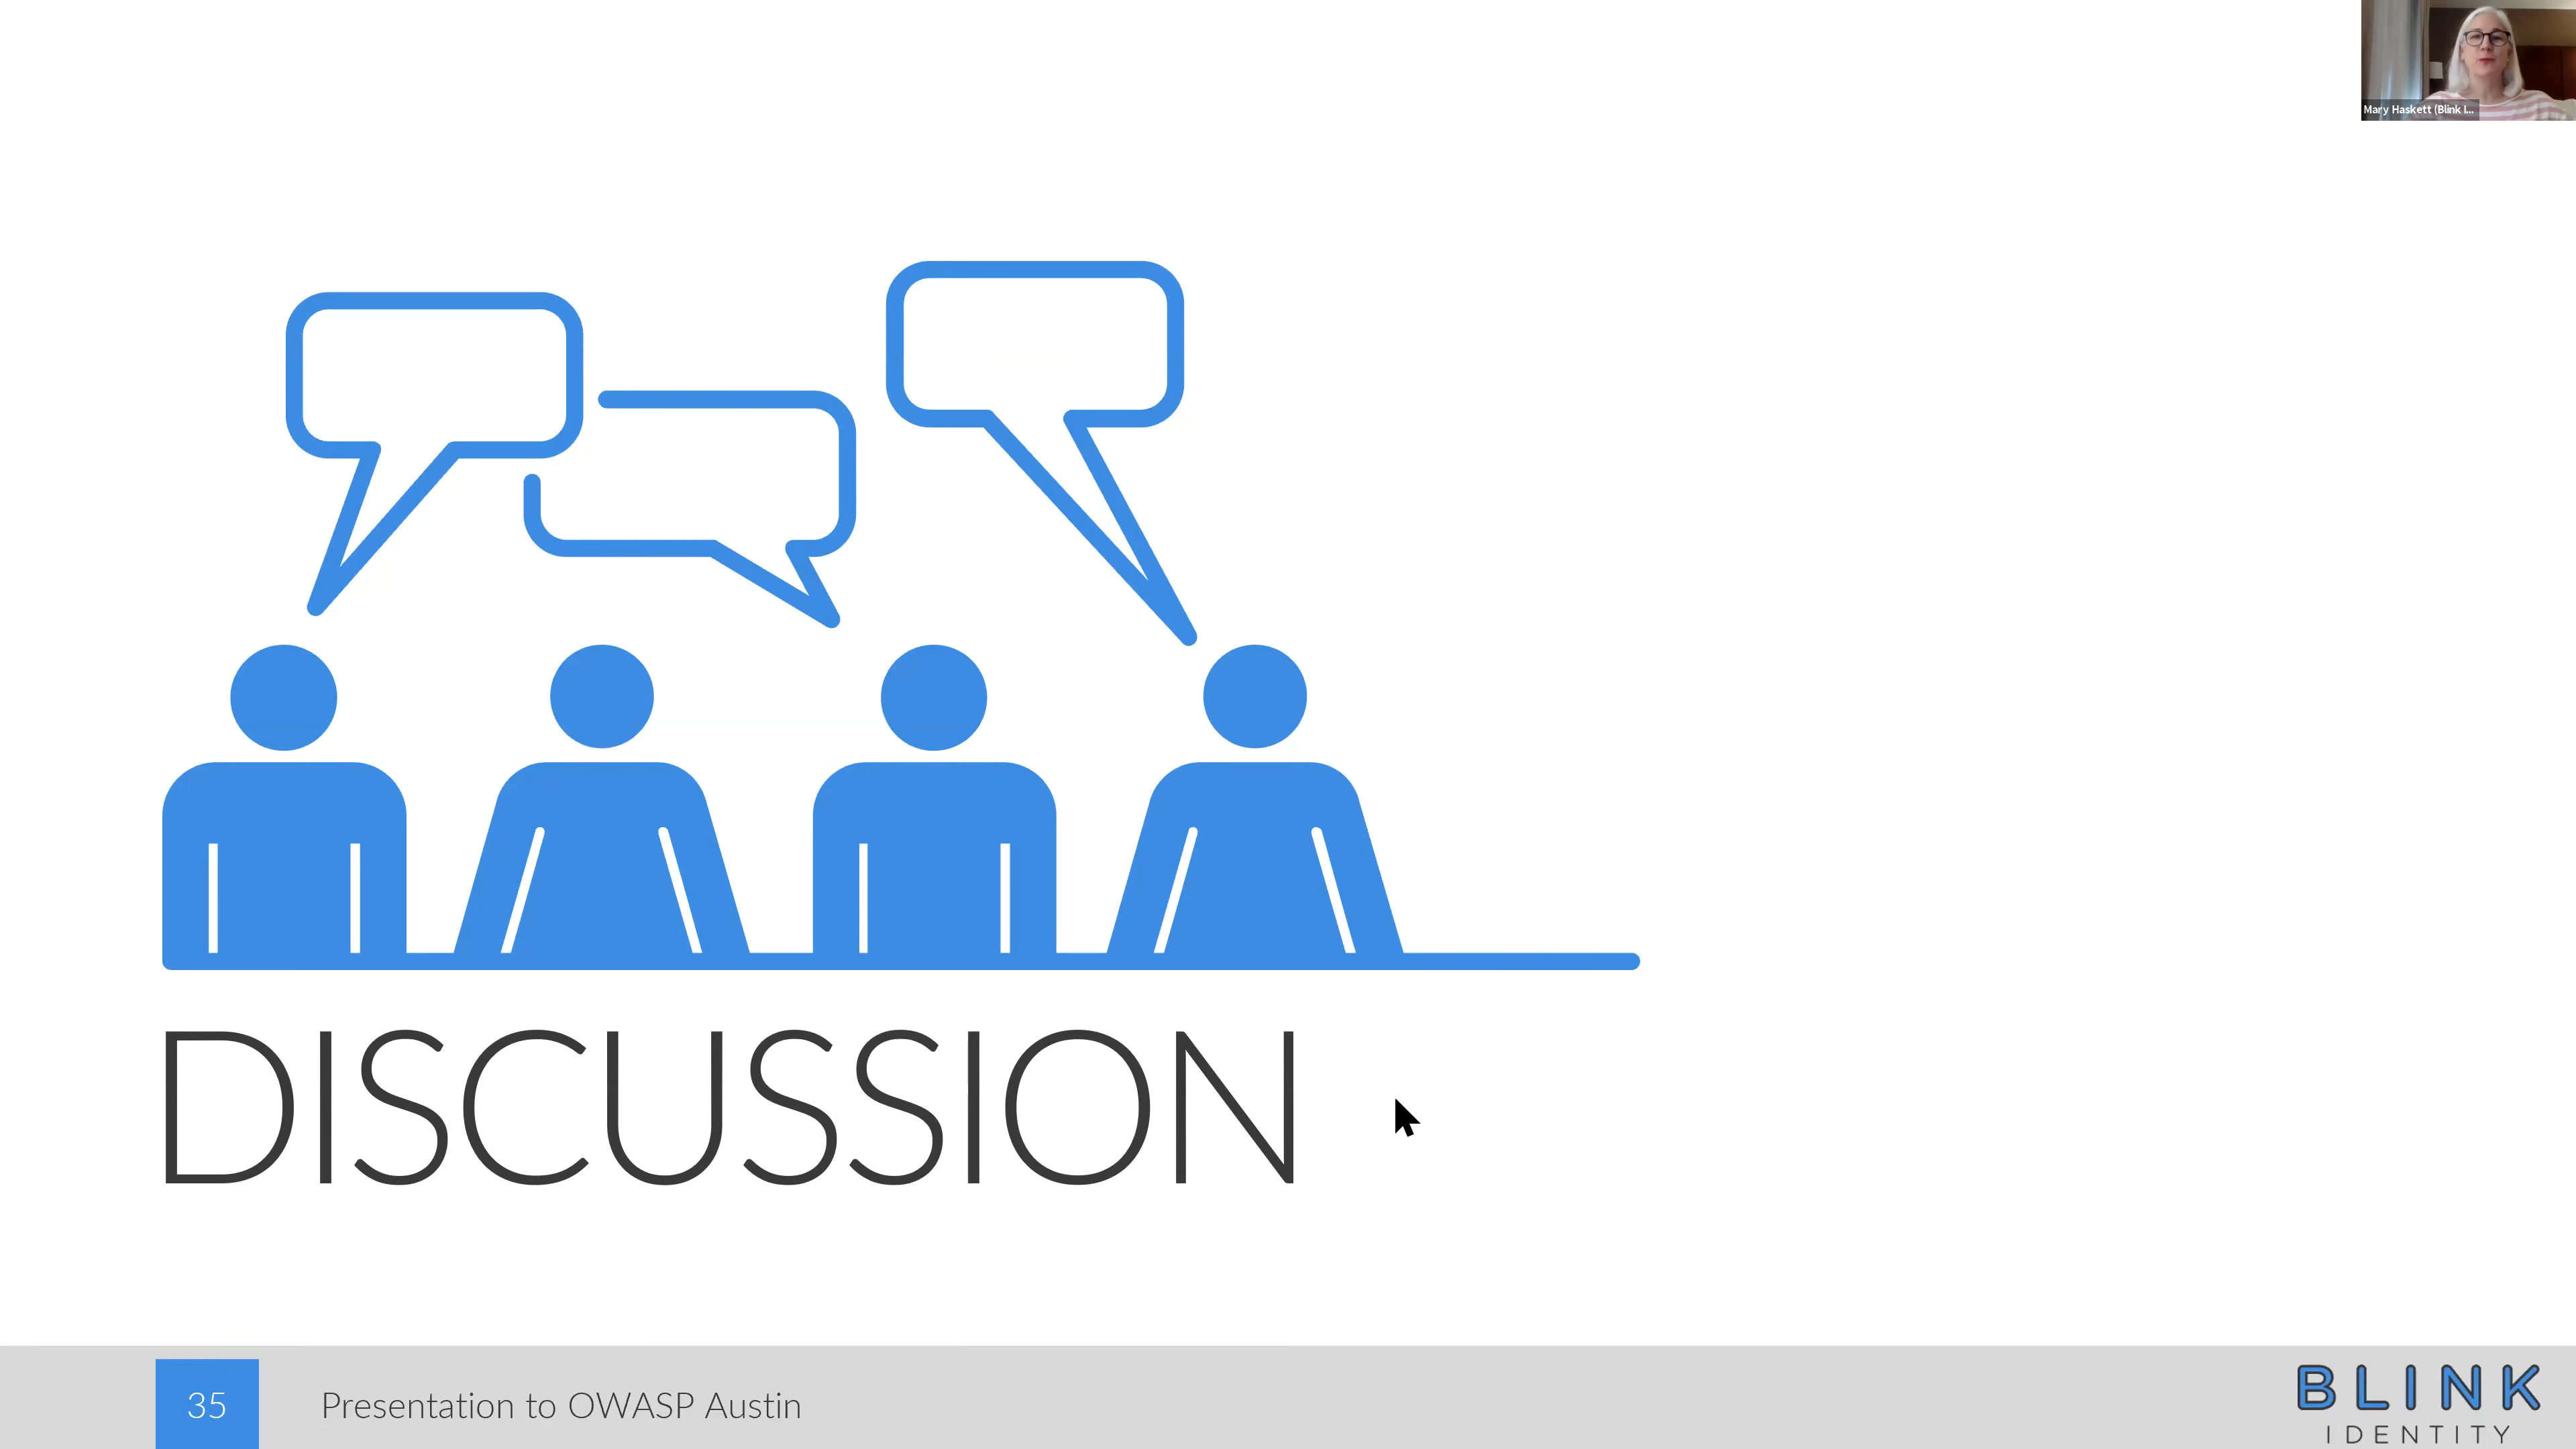 Mary Haskett (Blink I...
DISCUSSION
35
Presentation to OWASP Austin
BLINK
IDENTITY